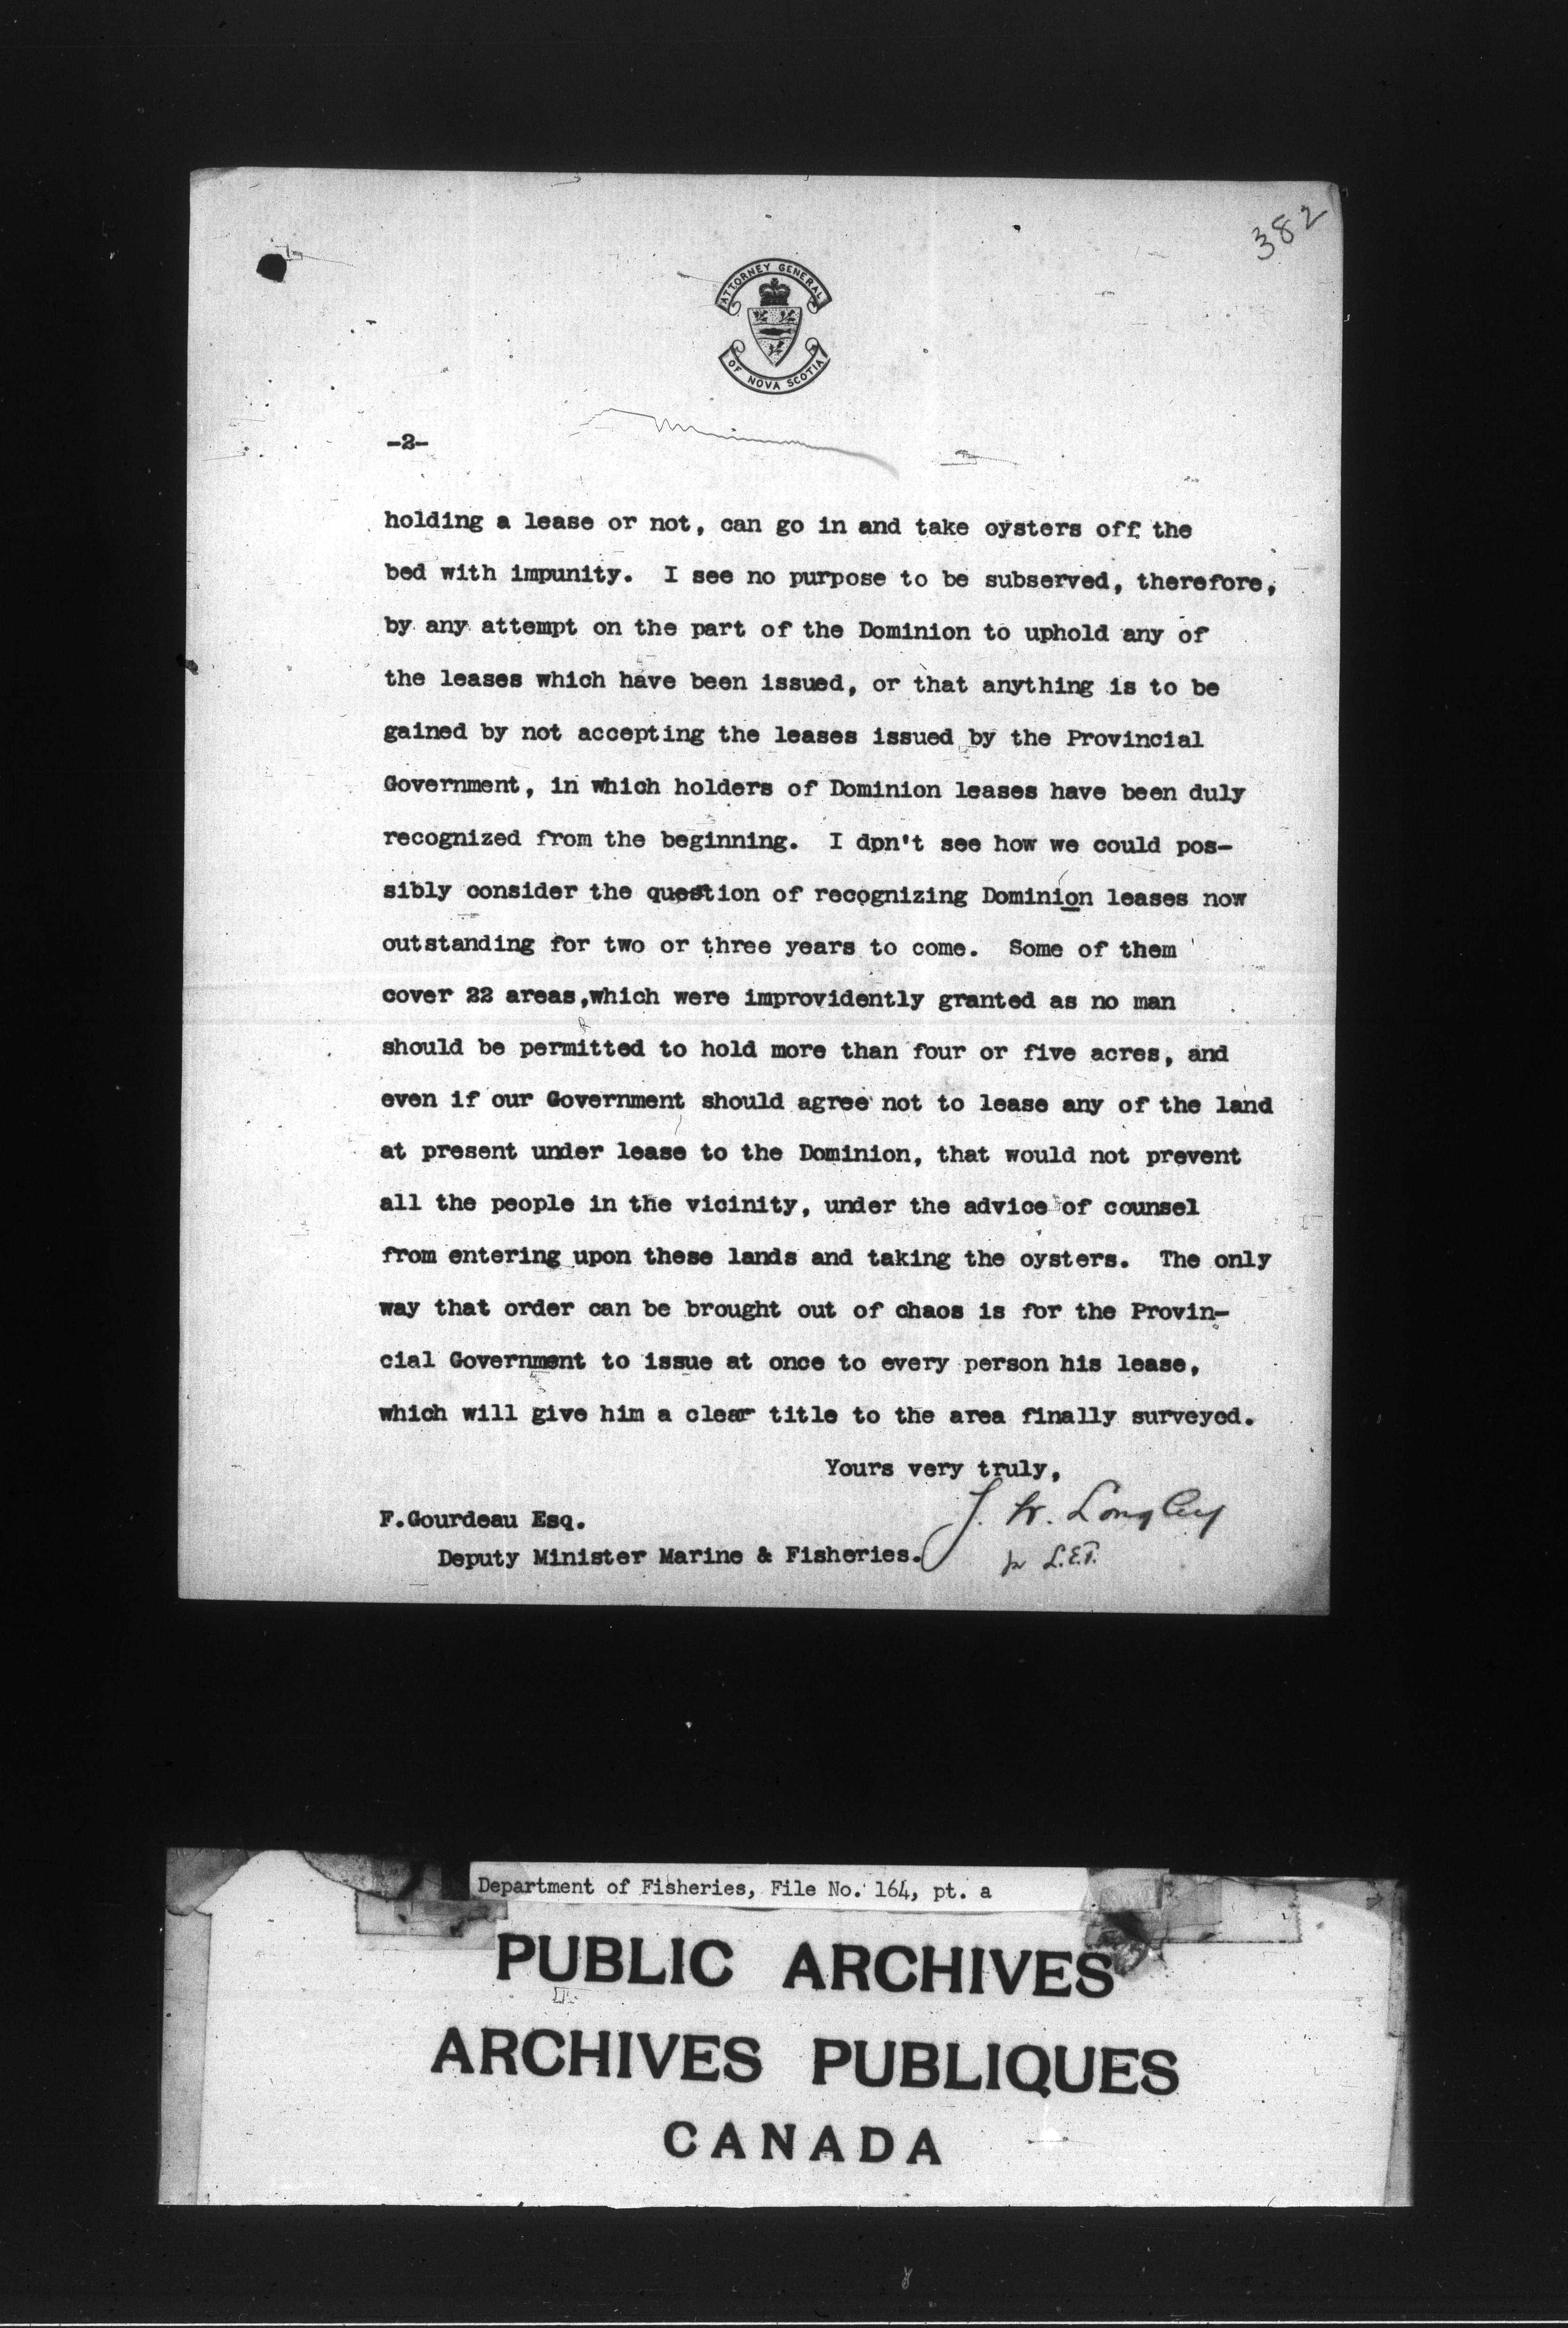 382
ATTORNEY GENERAL
OF NOVA SCOTIA
-2-
holding a lease or not, can go in and take oysters off the
bed with impunity. I see no purpose to be subserved, therefore,
by any attempt on the part of the Dominion to uphold any of
the leases which have been issued, or that anything is to be
gained by not accepting the leases issued by the Provincial
Government, in which holders of Dominion leases have been duly
recognized from the beginning. I dpn't see how we could pos-
sibly consider the question of recognizing Dominion leases now
outstanding for two or three years to come. Some of them
cover 22 areas,which were improvidently granted as no man
should be permitted to hold more than four or five acres, and
even if our Government should agree not to lease any of the land
at present under lease to the Dominion, that would not prevent
all the people in the vicinity, under the advice of counsel
from entering upon these lands and taking the oysters. The only
way that order can be brought out of chaos is for the Provin-
cial Government to issue at once to every person his lease,
which will give him a clear title to the area finally surveyed.
Yours very truly,
J. W. Longley
pr L.E.T.
F.Gourdeau Esq.
Deputy Minister Marine & Fisheries.
Department of Fisheries, File No. 164, pt. a
PUBLIC ARCHIVES
ARCHIVES PUBLIQUES
CANADA